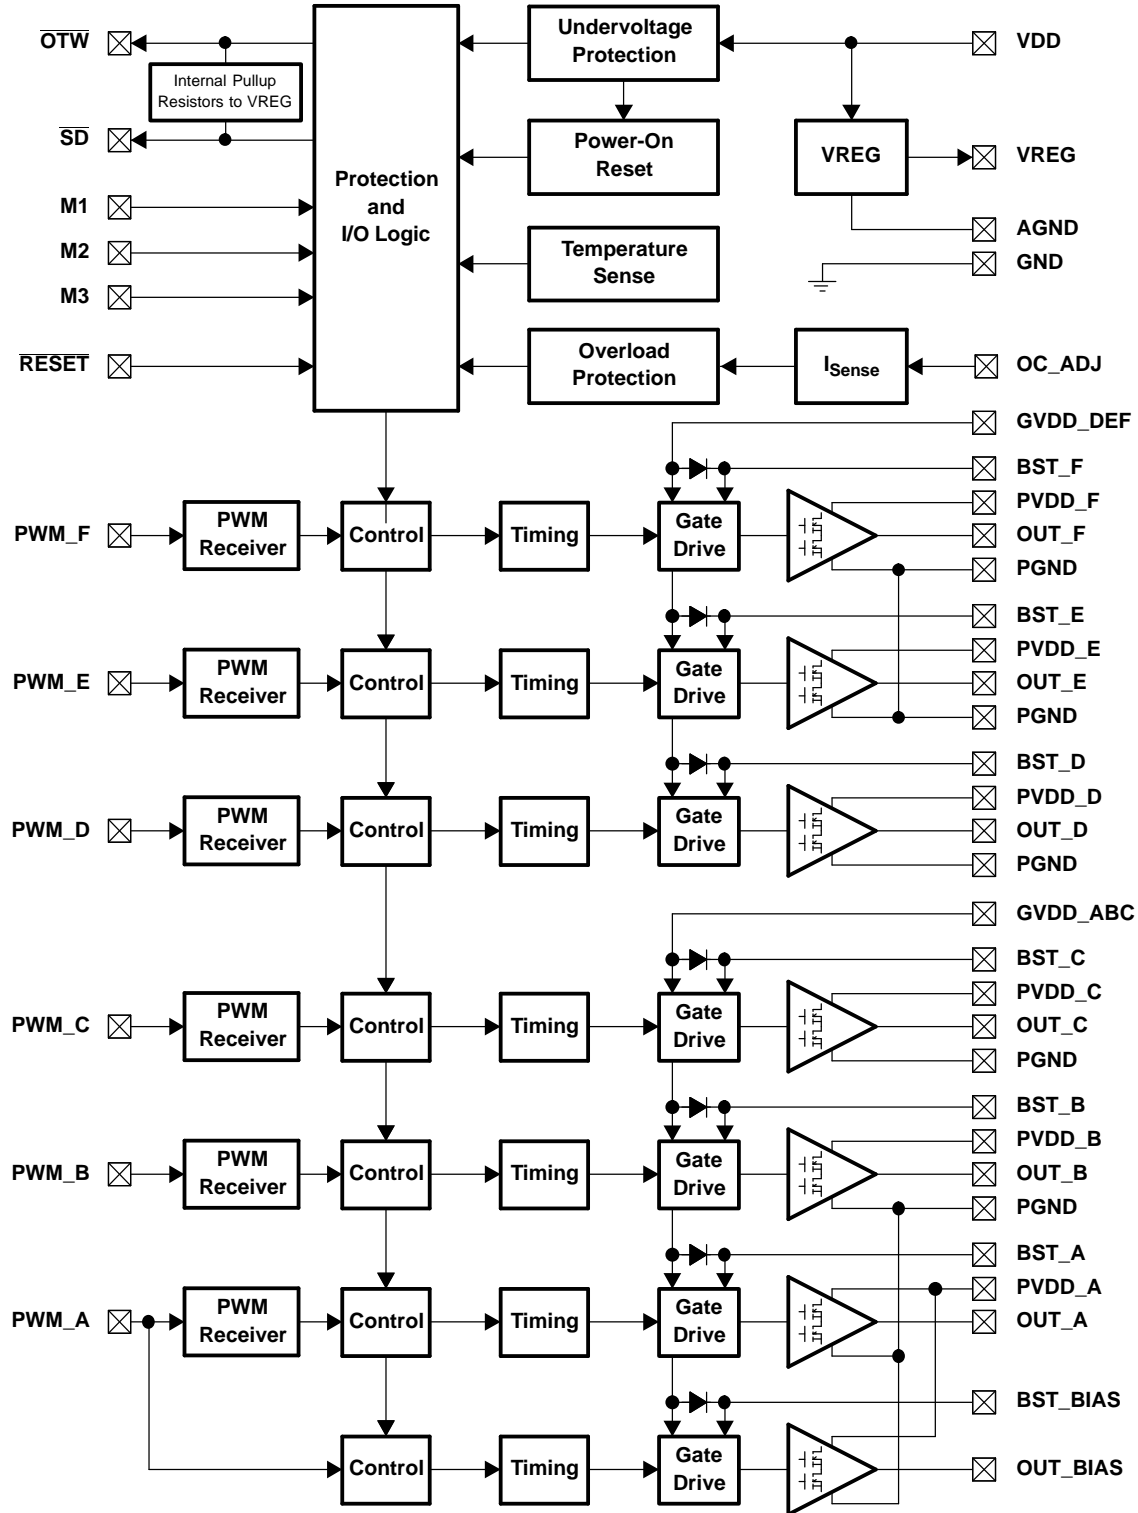 OTW
Undervoltage
Protection
VDD
Internal Pullup
Resistors to VREG
SD
Power-On
Reset
VREG
VREG
Protection
and
I/O Logic
M1
AGND
M2
Temperature
Sense
GND
M3
RESET
Overload
Protection
ISense
OC_ADJ
GVDD_DEF
BST_F
PVDD_F
PWM_F
PWM
Receiver
Control
Timing
Gate
Drive
OUT_F
PGND
BST_E
PVDD_E
PWM_E
PWM
Receiver
Control
Timing
Gate
Drive
OUT_E
PGND
BST_D
PVDD_D
PWM_D
PWM
Receiver
Control
Timing
Gate
Drive
OUT_D
PGND
GVDD_ABC
BST_C
PVDD_C
PWM_C
PWM
Receiver
Control
Timing
Gate
Drive
OUT_C
PGND
BST_B
PVDD_B
PWM_B
PWM
Receiver
Control
Timing
Gate
Drive
OUT_B
PGND
BST_A
PVDD_A
PWM_A
PWM
Receiver
Control
Timing
Gate
Drive
OUT_A
BST_BIAS
Control
Timing
Gate
Drive
OUT_BIAS